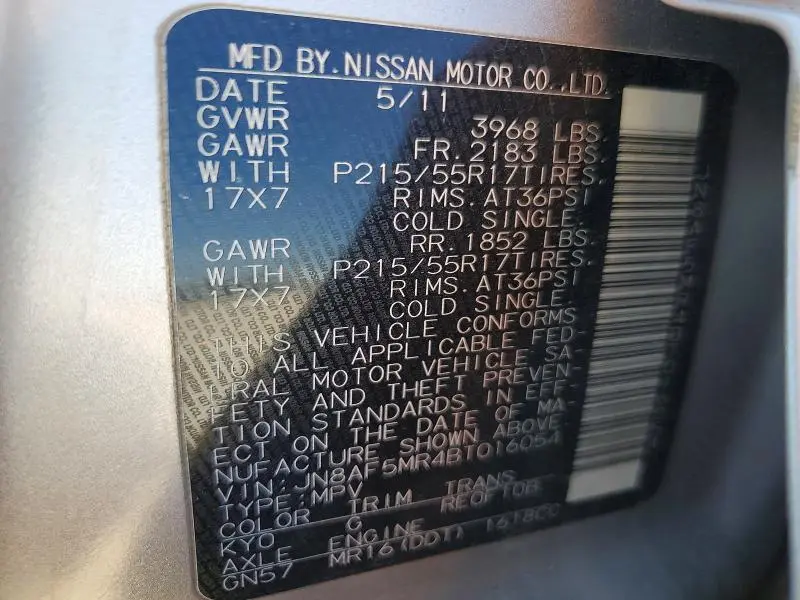 MFD BY. NISSAN MOTOR CO.,LTD.
DATE 5/11
GVWR 3968 LBS.
GAWR FR. 2183 LBS.
WITH P215/55R17TIRES.
17X7 RIMS. AT36PSI
COLD SINGLE.
GAWR RR. 1852 LBS.
WITH P215/55R17TIRES.
17X7 RIMS. AT36PSI
COLD SINGLE.
THIS VEHICLE CONFORMS
TO ALL APPLICABLE FED-
ERAL MOTOR VEHICLE SA-
FETY AND THEFT PREVEN-
TION STANDARDS IN EFF-
ECT ON THE DATE OF MA-
NUFACTURE SHOWN ABOVE.
VIN:JN8AF5MR4BT016054
TYPE:MPV
COLOR TRIM TRANS
KY0 G RE0F10B
AXLE ENGINE
GN57 MR16(DDT) 1618CC